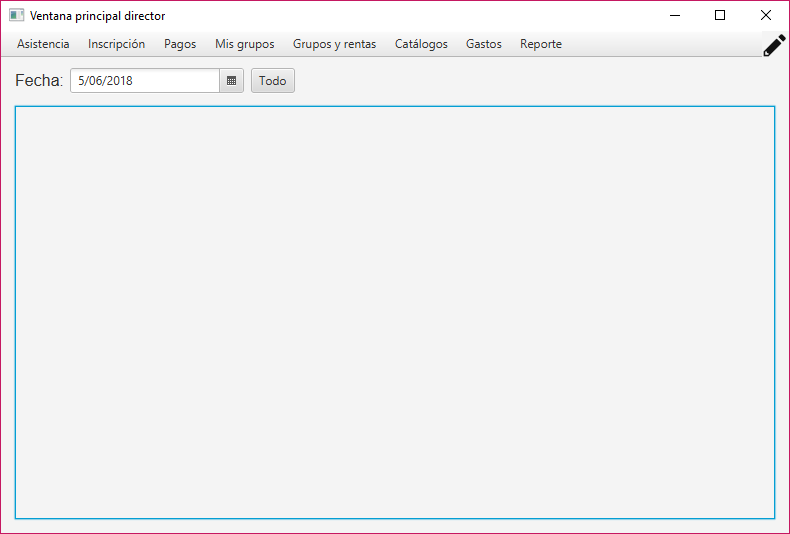 Ventana principal director
Asistencia Inscripción Pagos Mis grupos Grupos y rentas Catálogos Gastos Reporte
Fecha: 5/06/2018 Todo